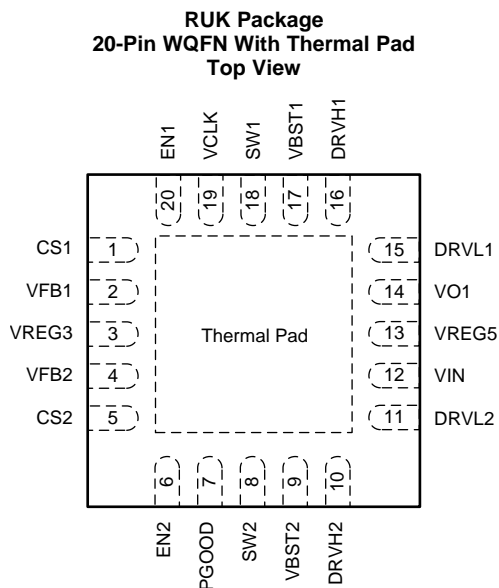 RUK Package
20-Pin WQFN With Thermal Pad
Top View
EN1
VCLK
SW1
VBST1
DRVH1
20
19
18
17
16
CS1 1
VFB1 2
VREG3 3
VFB2 4
CS2 5
Thermal Pad
15 DRVL1
14 VO1
13 VREG5
12 VIN
11 DRVL2
6
7
8
9
10
EN2
PGOOD
SW2
VBST2
DRVH2